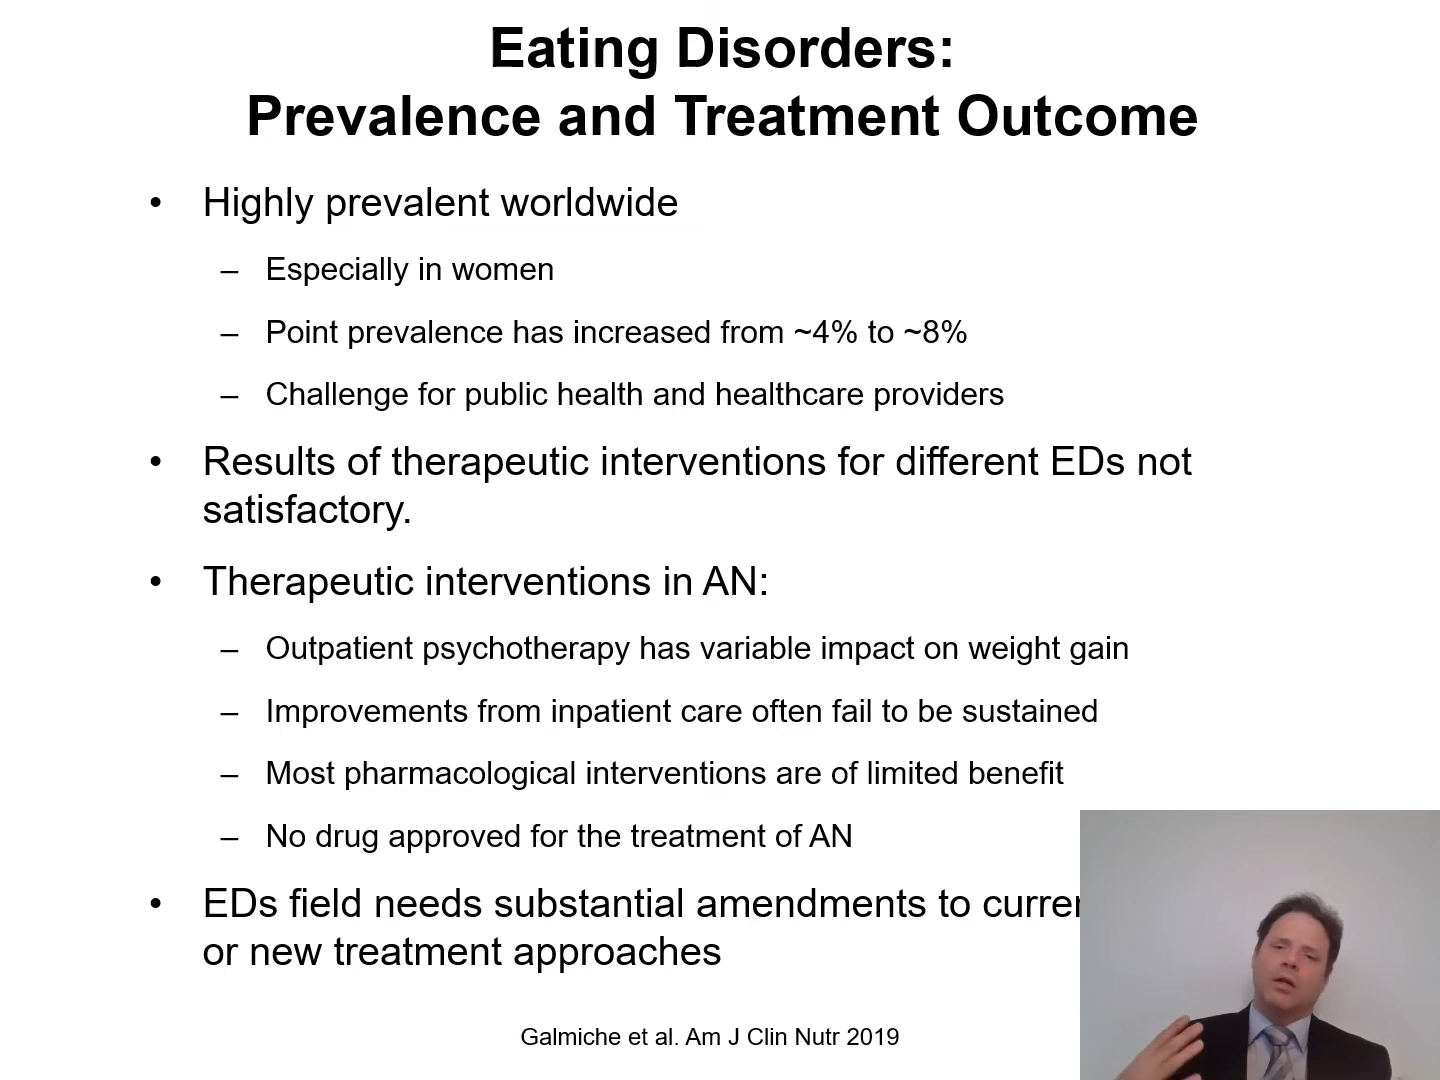 Eating Disorders:
Prevalence and Treatment Outcome
• Highly prevalent worldwide
– Especially in women
– Point prevalence has increased from ~4% to ~8%
– Challenge for public health and healthcare providers
• Results of therapeutic interventions for different EDs not
satisfactory.
• Therapeutic interventions in AN:
– Outpatient psychotherapy has variable impact on weight gain
– Improvements from inpatient care often fail to be sustained
– Most pharmacological interventions are of limited benefit
– No drug approved for the treatment of AN
• EDs field needs substantial amendments to
or new treatment approaches
Galmiche et al. Am J Clin Nutr 2019